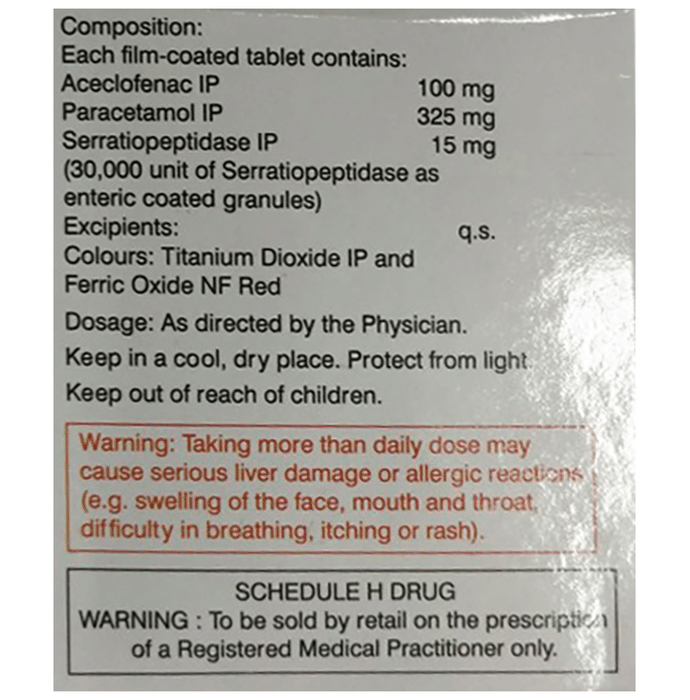 Composition:
Each film-coated tablet contains:
Aceclofenac IP 100 mg
Paracetamol IP 325 mg
Serratiopeptidase IP 15 mg
(30,000 unit of Serratiopeptidase as
enteric coated granules)
Excipients: q.s.
Colours: Titanium Dioxide IP and
Ferric Oxide NF Red
Dosage: As directed by the Physician.
Keep in a cool, dry place. Protect from light.
Keep out of reach of children.
Warning: Taking more than daily dose may
cause serious liver damage or allergic reactions
(e.g. swelling of the face, mouth and throat,
difficulty in breathing, itching or rash).
SCHEDULE H DRUG
WARNING : To be sold by retail on the prescription
of a Registered Medical Practitioner only.